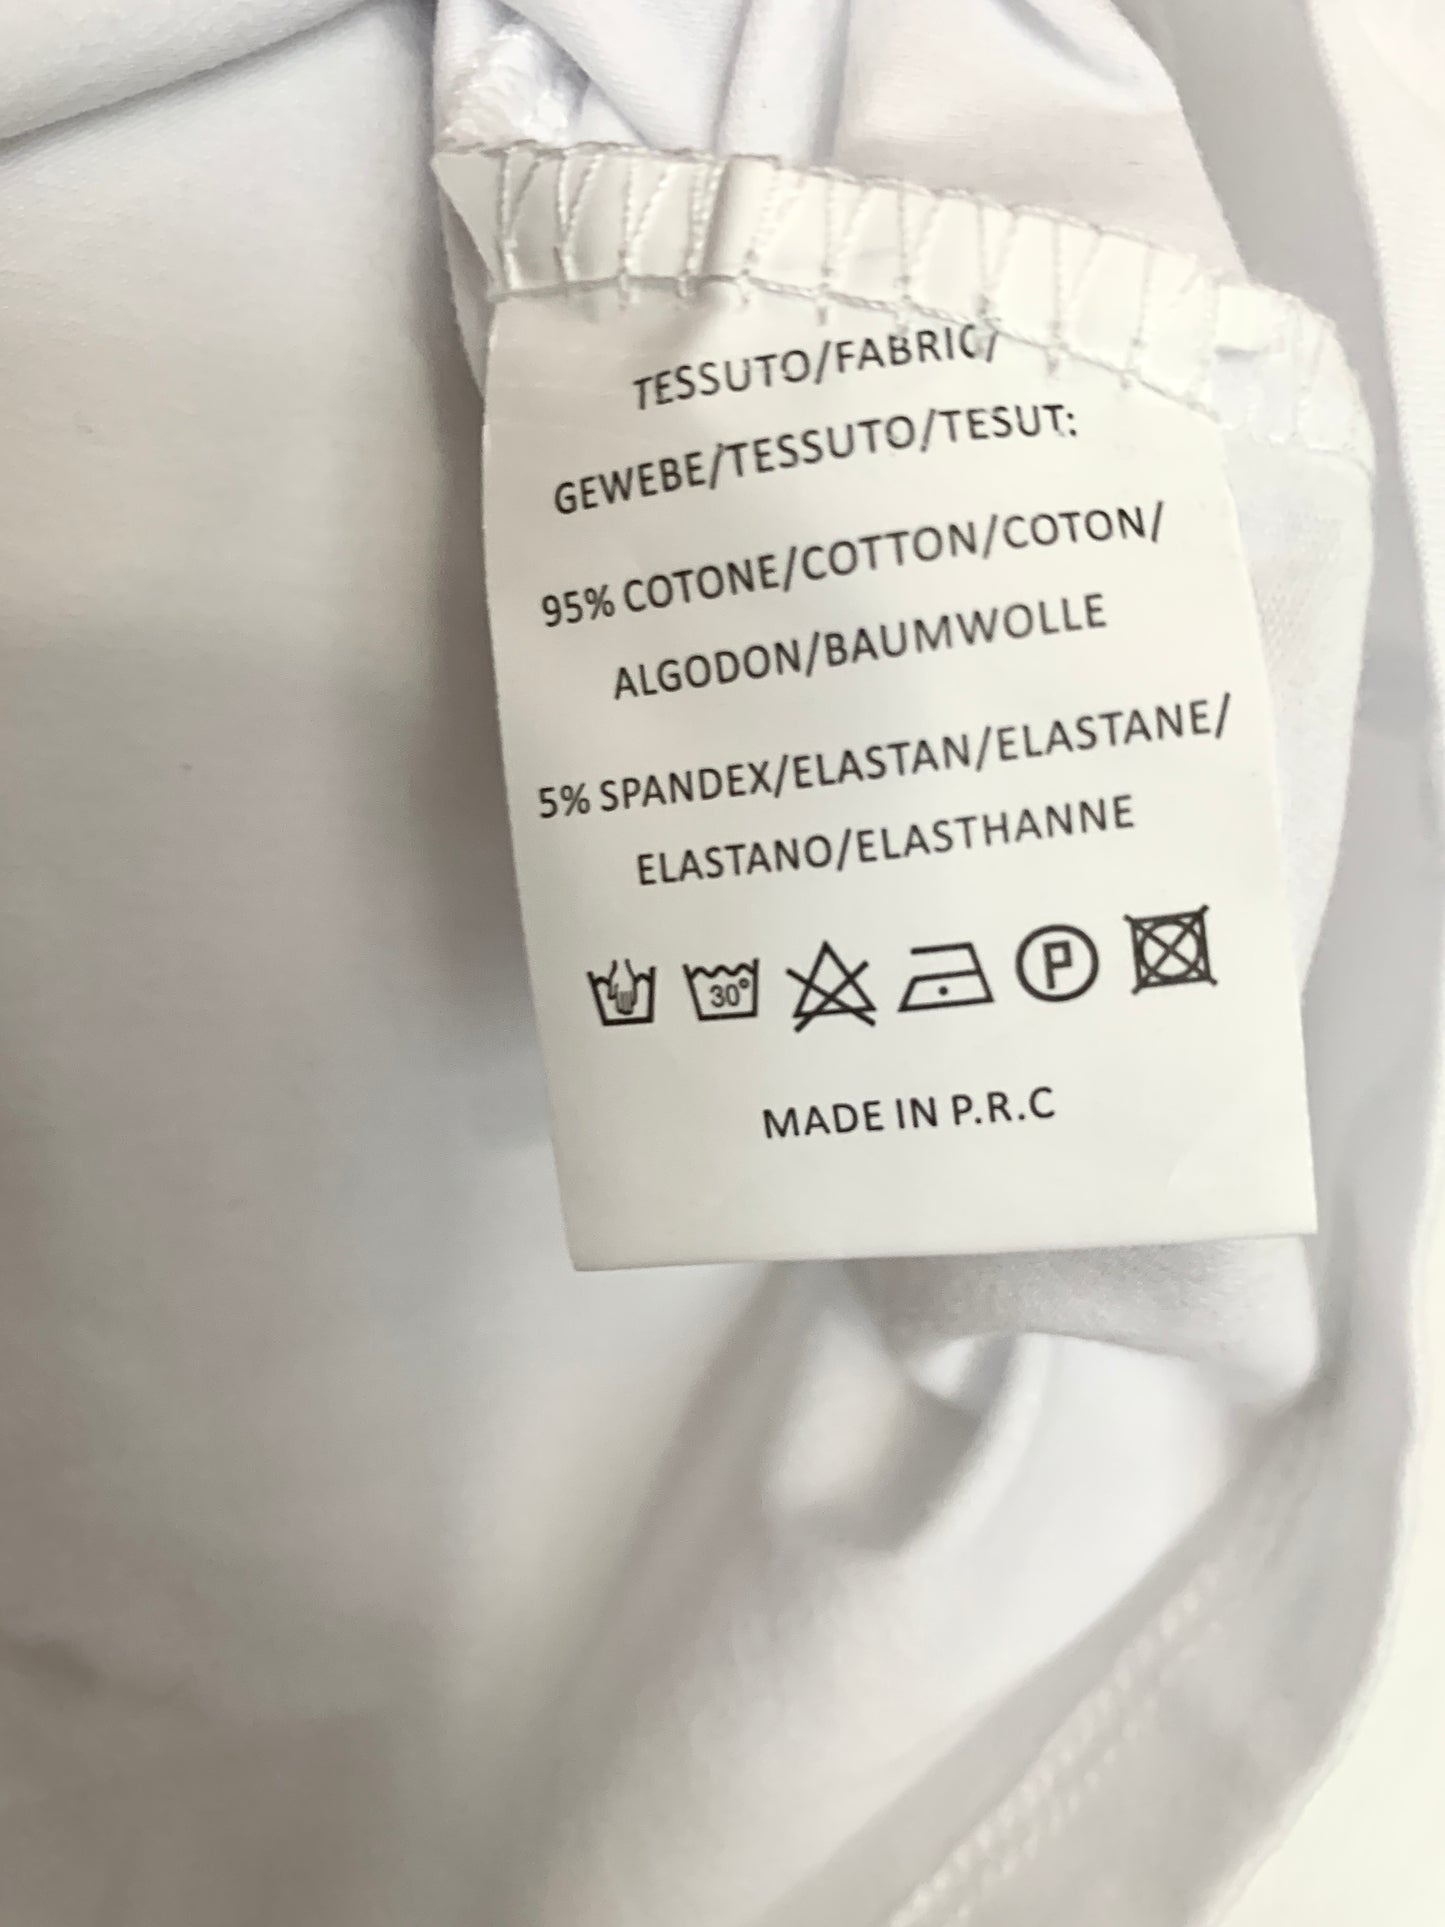 TESSUTO/FABRIC/
GEWEBE/TESSUTO/TESUT:
95% COTONE/COTTON/COTON/
ALGODON/BAUMWOLLE
5% SPANDEX/ELASTAN/ELASTANE/
ELASTANO/ELASTHANNE
30° P
MADE IN P.R.C